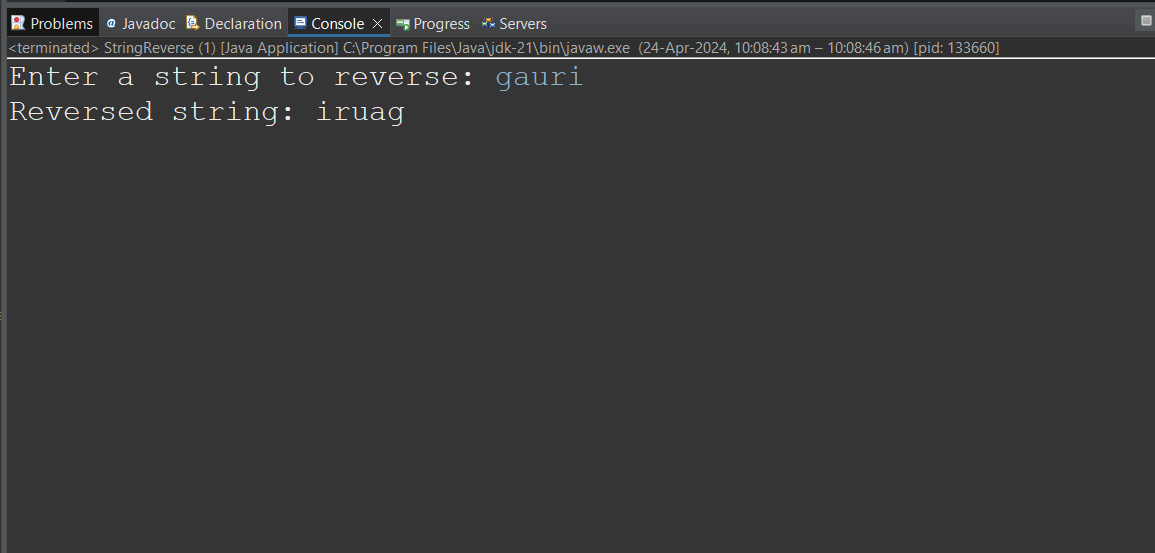 Problems Javadoc Declaration Console Progress Servers
<terminated> StringReverse (1) [Java Application] C:\Program Files\Java\jdk-21\bin\javaw.exe (24-Apr-2024, 10:08:43 am – 10:08:46 am) [pid: 133660]
Enter a string to reverse: gauri
Reversed string: iruag